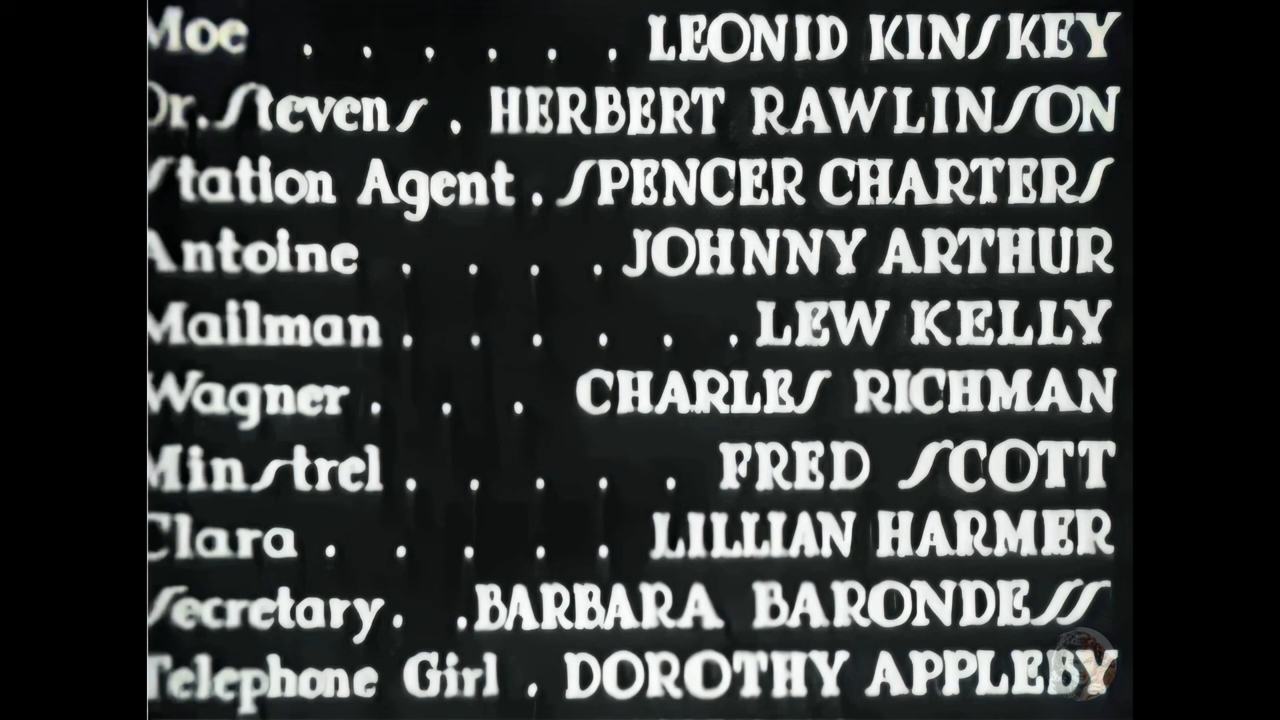 Moe . . . . . . LEONID KINSKEY
Dr. Stevens . HERBERT RAWLINSON
Station Agent . SPENCER CHARTERS
Antoine . . . . JOHNNY ARTHUR
Mailman . . . . . . LEW KELLY
Wagner . . . CHARLES RICHMAN
Minstrel . . . . . FRED SCOTT
Clara . . . . . LILLIAN HARMER
Secretary . . BARBARA BARONDESS
Telephone Girl . DOROTHY APPLEBY